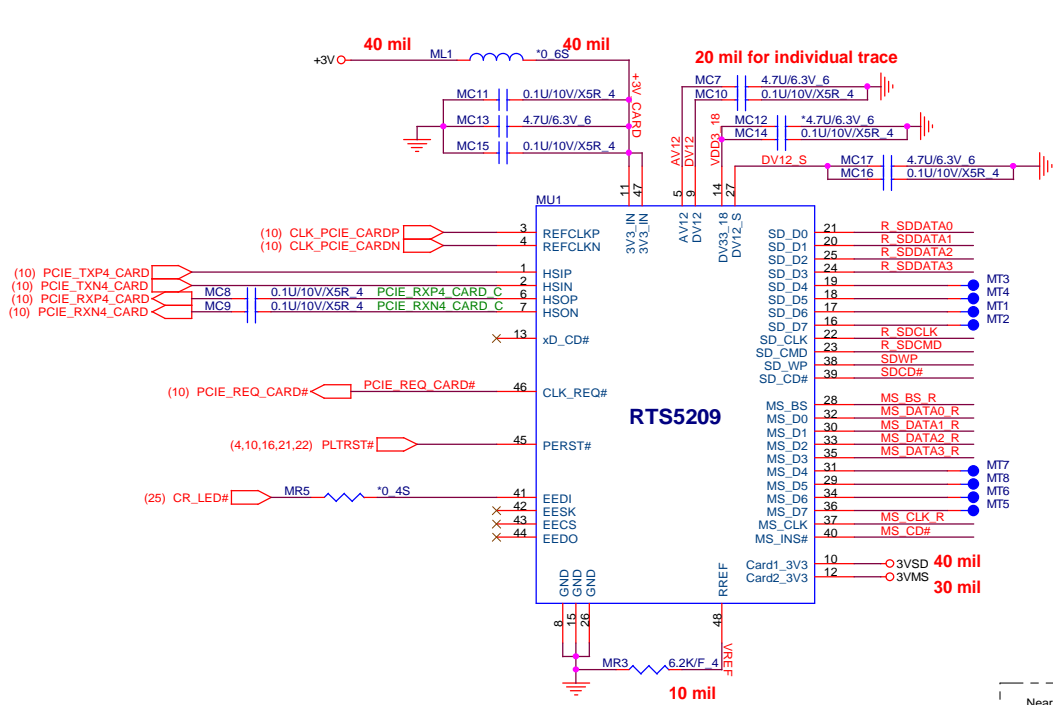 40 mil
40 mil
+3V
ML1
*0_6S
20 mil for individual trace
MC7
4.7U/6.3V_6
MC10
0.1U/10V/X5R_4
+3V_CARD
MC11
0.1U/10V/X5R_4
MC13
4.7U/6.3V_6
MC15
0.1U/10V/X5R_4
MC12
*4.7U/6.3V_6
MC14
0.1U/10V/X5R_4
AV12
DV12
VDD3_18
DV12_S
MC17
4.7U/6.3V_6
MC16
0.1U/10V/X5R_4
11
47
5
9
14
27
MU1
3V3_IN
3V3_IN
AV12
DV12
DV33_18
DV12_S
(10) CLK_PCIE_CARDP
3
REFCLKP
(10) CLK_PCIE_CARDN
4
REFCLKN
(10) PCIE_TXP4_CARD
1
HSIP
(10) PCIE_TXN4_CARD
2
HSIN
(10) PCIE_RXP4_CARD
MC8
0.1U/10V/X5R_4
PCIE_RXP4_CARD_C
6
HSOP
(10) PCIE_RXN4_CARD
MC9
0.1U/10V/X5R_4
PCIE_RXN4_CARD_C
7
HSON
13
xD_CD#
(10) PCIE_REQ_CARD#
PCIE_REQ_CARD#
46
CLK_REQ#
(4,10,16,21,22) PLTRST#
45
PERST#
(25) CR_LED#
MR5
*0_4S
41
EEDI
42
EESK
43
EECS
44
EEDO
RTS5209
SD_D0
21
R_SDDATA0
SD_D1
20
R_SDDATA1
SD_D2
25
R_SDDATA2
SD_D3
24
R_SDDATA3
SD_D4
19
MT3
SD_D5
18
MT4
SD_D6
17
MT1
SD_D7
16
MT2
SD_CLK
22
R_SDCLK
SD_CMD
23
R_SDCMD
SD_WP
38
SDWP
SD_CD#
39
SDCD#
MS_BS
28
MS_BS_R
MS_D0
32
MS_DATA0_R
MS_D1
30
MS_DATA1_R
MS_D2
33
MS_DATA2_R
MS_D3
35
MS_DATA3_R
MS_D4
31
MT7
MS_D5
29
MT8
MS_D6
34
MT6
MS_D7
36
MT5
MS_CLK
37
MS_CLK_R
MS_INS#
40
MS_CD#
Card1_3V3
10
3VSD
40 mil
Card2_3V3
12
3VMS
30 mil
GND
GND
GND
RREF
8
15
26
48
VREF
MR3
6.2K/F_4
10 mil
Near